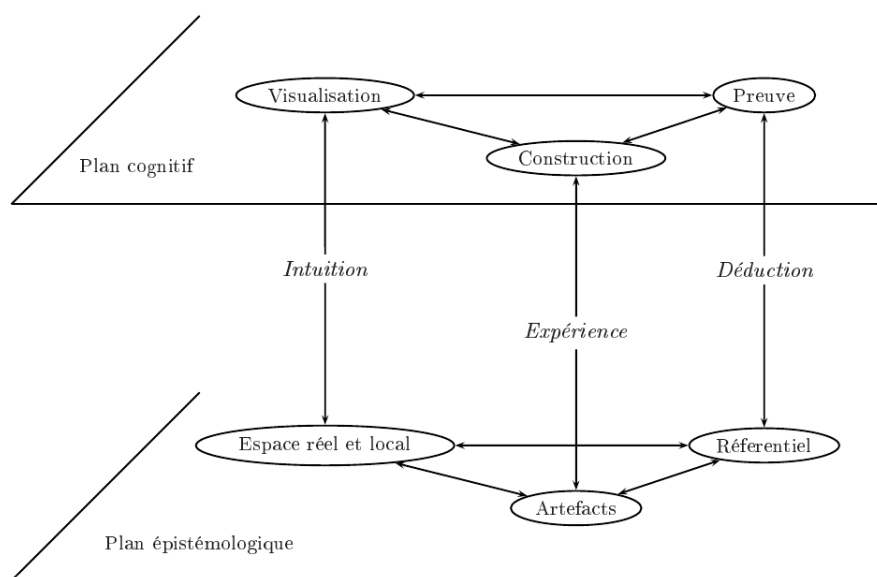 Visualisation
Preuve
Construction
Plan cognitif
Intuition
Déduction
Expérience
Espace réel et local
Réferentiel
Artefacts
Plan épistémologique